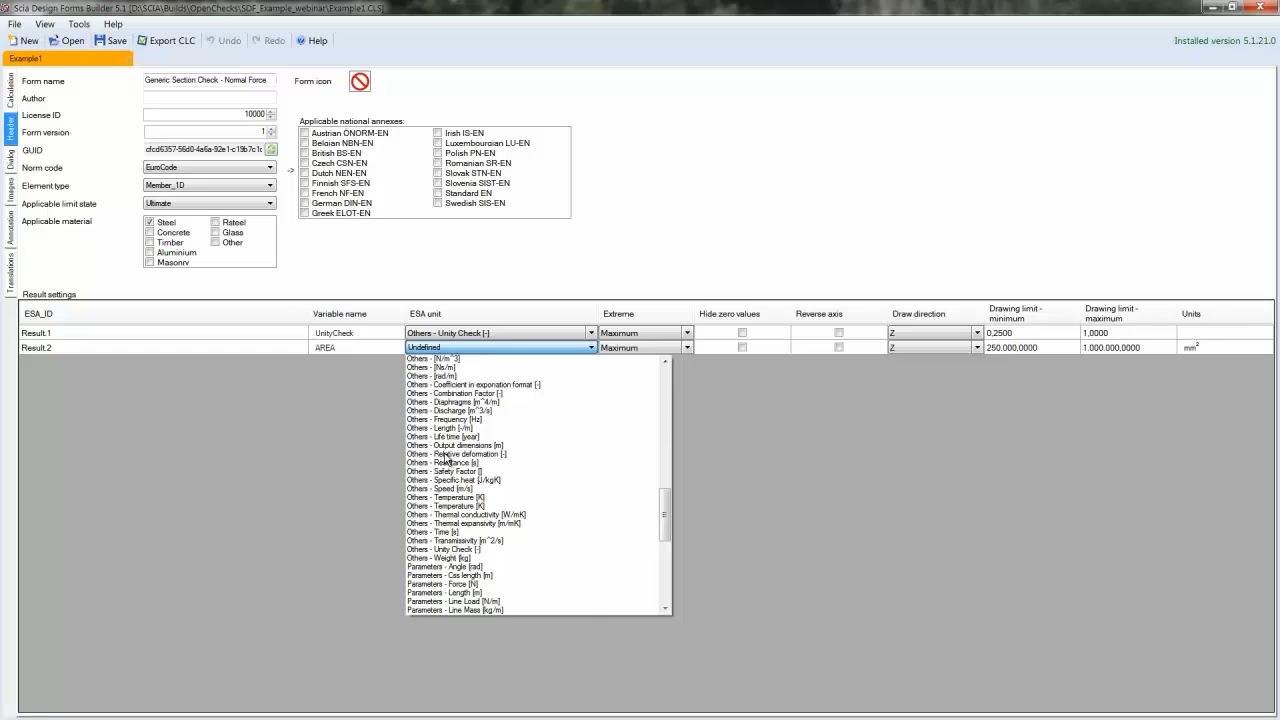 Scia Design Forms Builder 5.1 [D:\SCIA\Builds\OpenChecks\SDF_Example_webinar\Example1.CLS]
File View Tools Help
New Open Save Export CLC Undo Redo Help Installed version 5.1.21.0
Example1
Calculation
Header
Dialog
Images
Annotation
Translations
Form name Generic Section Check - Normal Force Form icon
Author
License ID 10000
Form version 1
GUID cfcd6357-56d0-4a6a-92e1-c19b7c1c
Norm code EuroCode ->
Element type Member_1D
Applicable limit state Ultimate
Applicable material
Steel Rsteel
Concrete Glass
Timber Other
Aluminium
Masonry
Applicable national annexes:
Austrian ÖNORM-EN Irish IS-EN
Belgian NBN-EN Luxembourgian LU-EN
British BS-EN Polish PN-EN
Czech CSN-EN Romanian SR-EN
Dutch NEN-EN Slovak STN-EN
Finnish SFS-EN Slovenia SIST-EN
French NF-EN Standard EN
German DIN-EN Swedish SIS-EN
Greek ELOT-EN
Result settings
ESA_ID Variable name ESA unit Extreme Hide zero values Reverse axis Draw direction Drawing limit - minimum Drawing limit - maximum Units
Result.1 UnityCheck Others - Unity Check [-] Maximum Z 0,2500 1,0000
Result.2 AREA Undefined Maximum Z 250.000,0000 1.000.000,0000 mm²
Others - [N/m^3]
Others - [Ns/m]
Others - [rad/m]
Others - Coefficient in exponation format [-]
Others - Combination Factor [-]
Others - Diaphragms [m^4/m]
Others - Discharge [m^3/s]
Others - Frequency [Hz]
Others - Length [-/m]
Others - Life time [year]
Others - Output dimensions [m]
Others - Relative deformation [-]
Others - Resistance [s]
Others - Safety Factor []
Others - Specific heat [J/kgK]
Others - Speed [m/s]
Others - Temperature [K]
Others - Temperature [K]
Others - Thermal conductivity [W/mK]
Others - Thermal expansivity [m/mK]
Others - Time [s]
Others - Transmissivity [m^2/s]
Others - Unity Check [-]
Others - Weight [kg]
Parameters - Angle [rad]
Parameters - Css length [m]
Parameters - Force [N]
Parameters - Length [m]
Parameters - Line Load [N/m]
Parameters - Line Mass [kg/m]